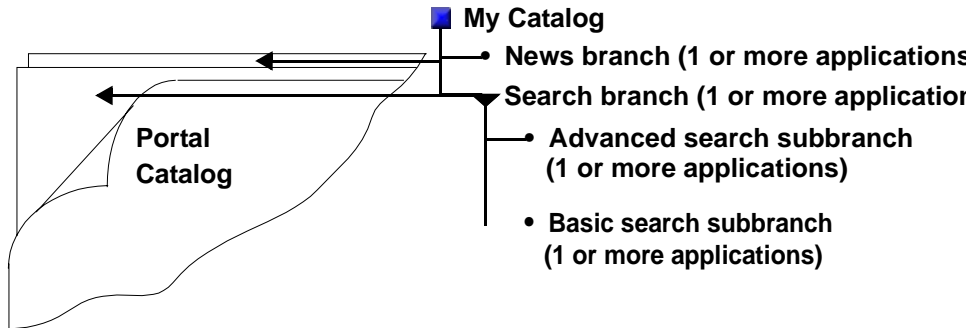 My Catalog
News branch (1 or more applications
Search branch (1 or more application
Portal
Catalog
• Advanced search subbranch
(1 or more applications)
• Basic search subbranch
(1 or more applications)